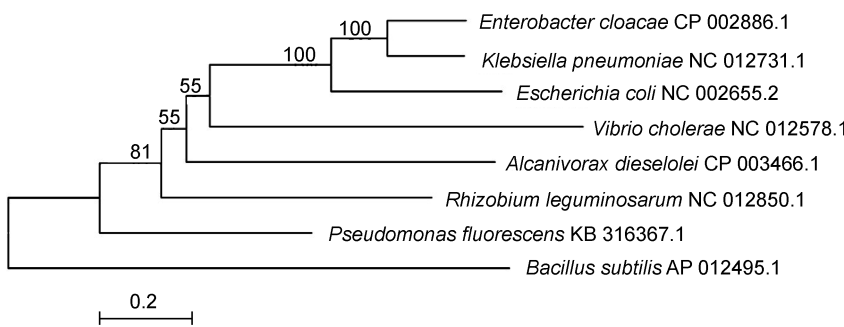 Enterobacter cloacae CP 002886.1
100
Klebsiella pneumoniae NC 012731.1
100
Escherichia coli NC 002655.2
55
Vibrio cholerae NC 012578.1
55
Alcanivorax dieselolei CP 003466.1
81
Rhizobium leguminosarum NC 012850.1
Pseudomonas fluorescens KB 316367.1
Bacillus subtilis AP 012495.1
0.2